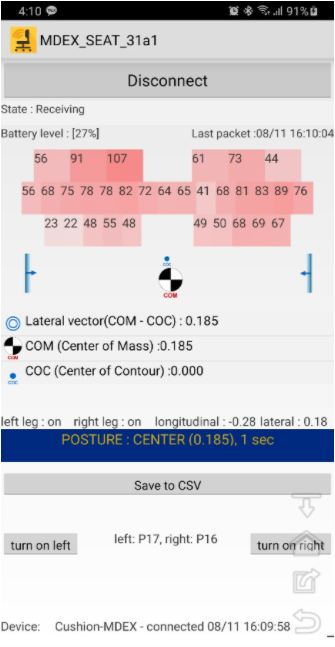 4:10 91%
MDEX_SEAT_31a1
Disconnect
State : Receiving
Battery level : [27%] Last packet :08/11 16:10:04
56 91 107 61 73 44
56 68 75 78 78 82 72 64 65 41 68 81 83 89 76
23 22 48 55 48 49 50 68 69 67
COC
COM
Lateral vector(COM - COC) : 0.185
COM
COM (Center of Mass) :0.185
COC
COC (Center of Contour) :0.000
left leg : on right leg : on longitudinal : -0.28 lateral : 0.18
POSTURE : CENTER (0.185), 1 sec
Save to CSV
turn on left left: P17, right: P16 turn on right
Device: Cushion-MDEX - connected 08/11 16:09:58